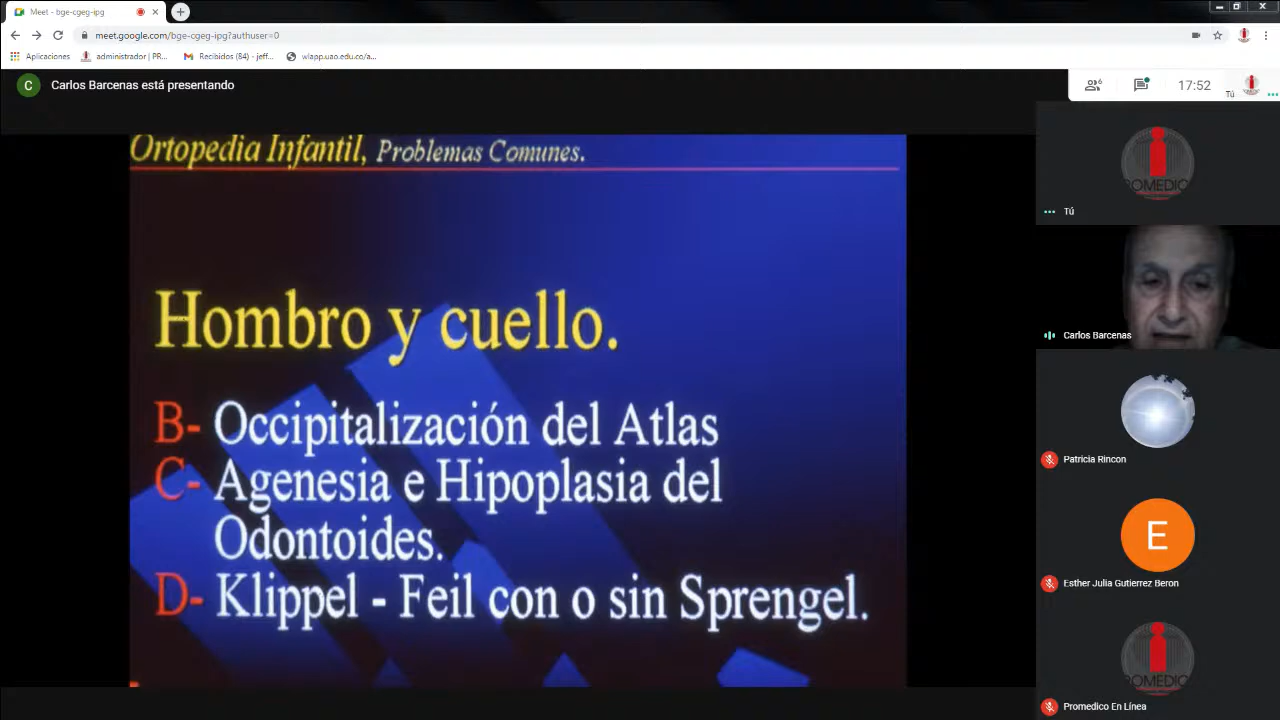 Meet - bge-cgeg-ipg
meet.google.com/bge-cgeg-ipg?authuser=0
Aplicaciones
administrador | PR...
Recibidos (84) - jeff...
wlapp.uao.edu.co/a...
C
Carlos Barcenas está presentando
6
17:52
Tú
Ortopedia Infantil, Problemas Comunes.
Hombro y cuello.
B- Occipitalización del Atlas
C- Agenesia e Hipoplasia del
Odontoides.
D- Klippel - Feil con o sin Sprengel.
OMEDIC
Tú
Carlos Barcenas
Patricia Rincon
E
Esther Julia Gutierrez Beron
OMEDIC
Promedico En Línea